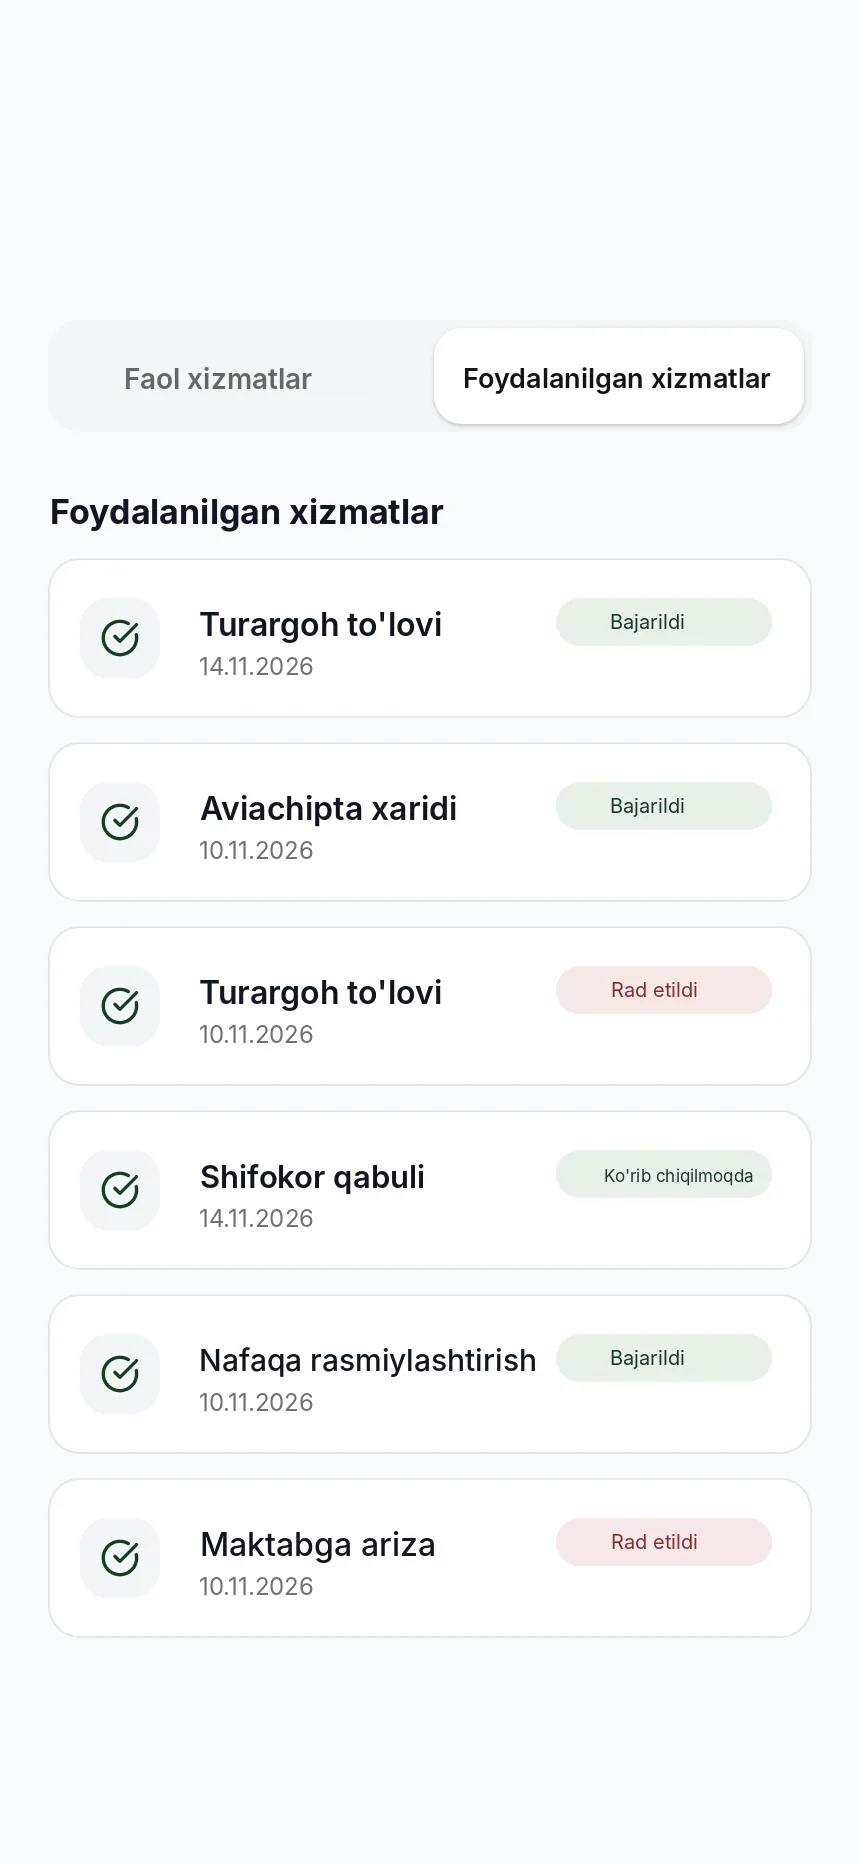 Faol xizmatlar
Foydalanilgan xizmatlar
Foydalanilgan xizmatlar
Turargoh to'lovi
Bajarildi
14.11.2026
Aviachipta xaridi
Bajarildi
10.11.2026
Turargoh to'lovi
Rad etildi
10.11.2026
Shifokor qabuli
Ko'rib chiqilmoqda
14.11.2026
Nafaqa rasmiylashtirish
Bajarildi
10.11.2026
Maktabga ariza
Rad etildi
10.11.2026